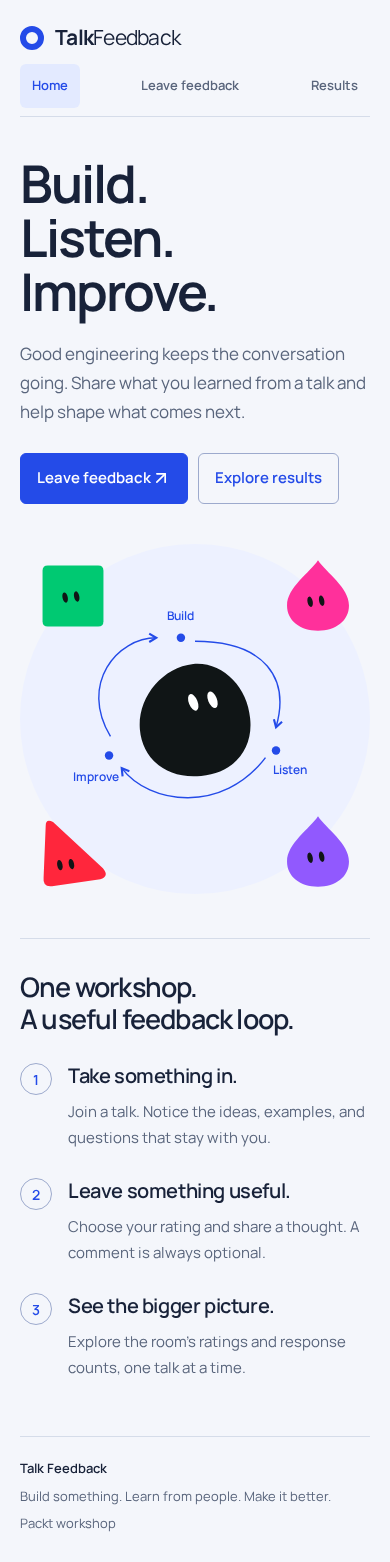 TalkFeedback
Home
Leave feedback
Results
Build.
Listen.
Improve.
Good engineering keeps the conversation
going. Share what you learned from a talk and
help shape what comes next.
Leave feedback
Explore results
Build
Listen
Improve
One workshop.
A useful feedback loop.
1
Take something in.
Join a talk. Notice the ideas, examples, and
questions that stay with you.
2
Leave something useful.
Choose your rating and share a thought. A
comment is always optional.
3
See the bigger picture.
Explore the room's ratings and response
counts, one talk at a time.
Talk Feedback
Build something. Learn from people. Make it better.
Packt workshop